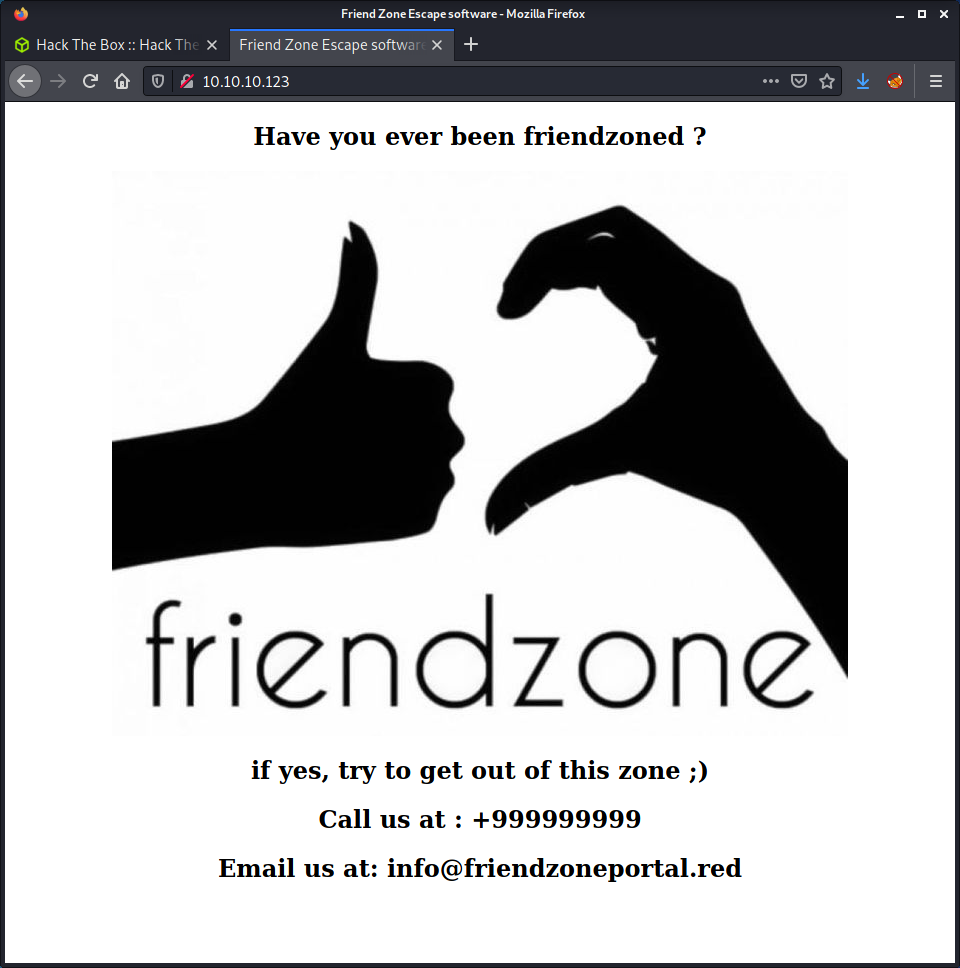 Friend Zone Escape software - Mozilla Firefox
Hack The Box :: Hack The
Friend Zone Escape softwar
10.10.10.123
Have you ever been friendzoned ?
friendzone
if yes, try to get out of this zone ;)
Call us at : +999999999
Email us at: info@friendzoneportal.red